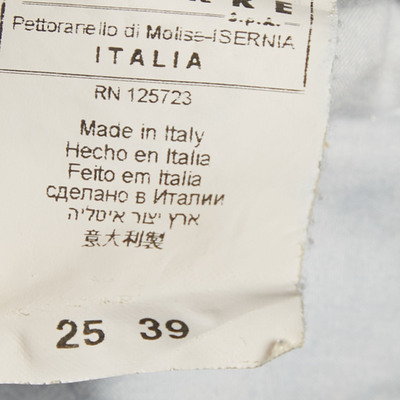 S.p.A.
Pettoranello di Molise-ISERNIA
ITALIA
RN 125723
Made in Italy
Hecho en Italia
Feito em Italia
сделано в Италии
ארץ יצור איטליה
意大利製
25 39